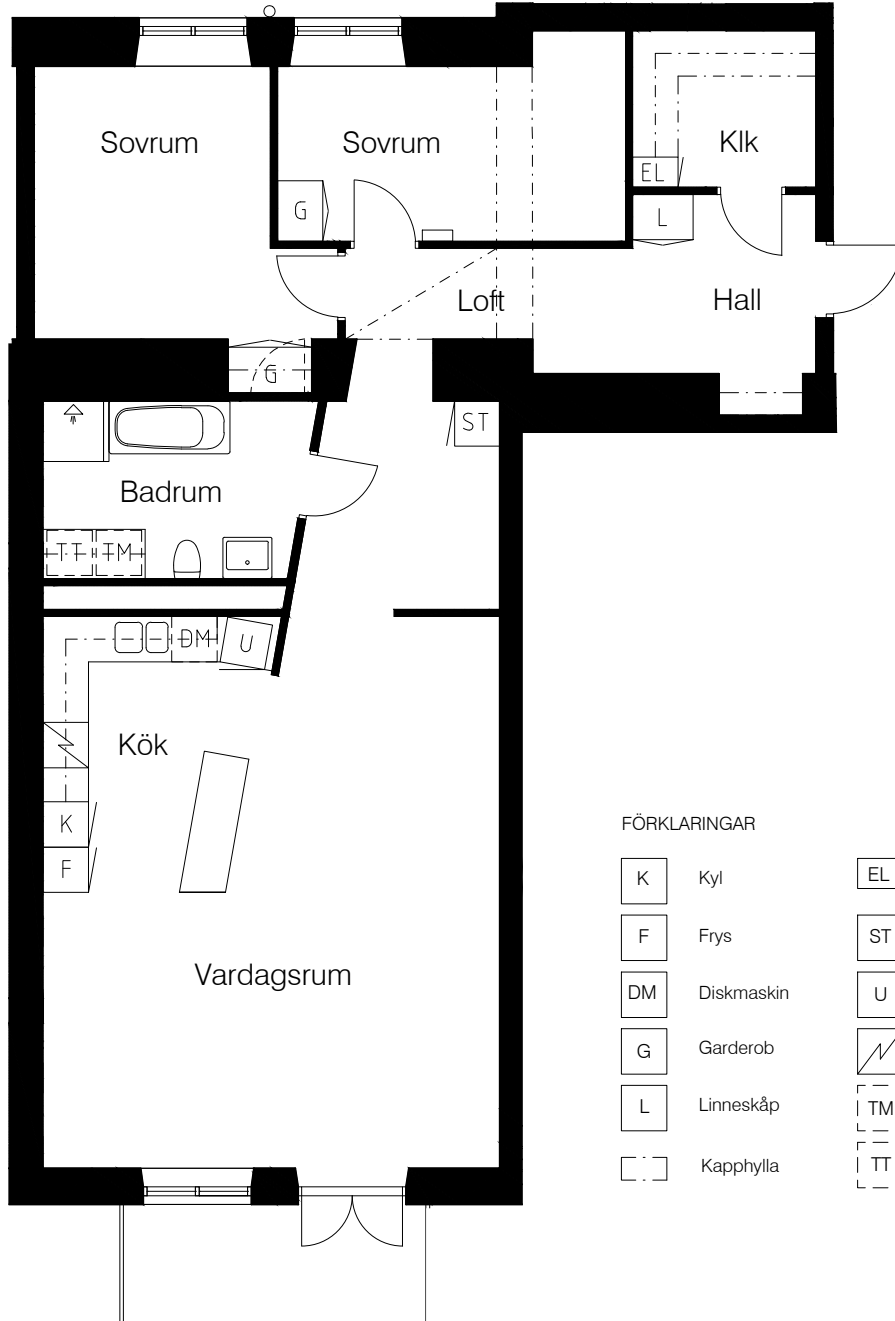 Sovrum
Sovrum
Klk
EL
G
L
Loft
Hall
G
ST
Badrum
TT
TM
DM
U
Kök
K
F
Vardagsrum
FÖRKLARINGAR
K Kyl EL
F Frys ST
DM Diskmaskin U
G Garderob
L Linneskåp TM
Kapphylla TT